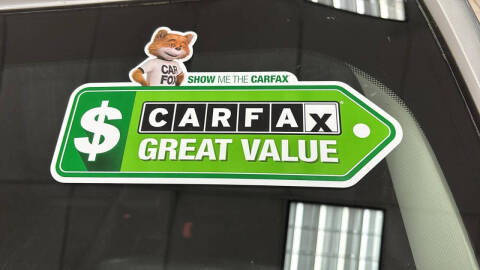 CAR
FOX
SHOW ME THE CARFAX
$ CARFAX
GREAT VALUE